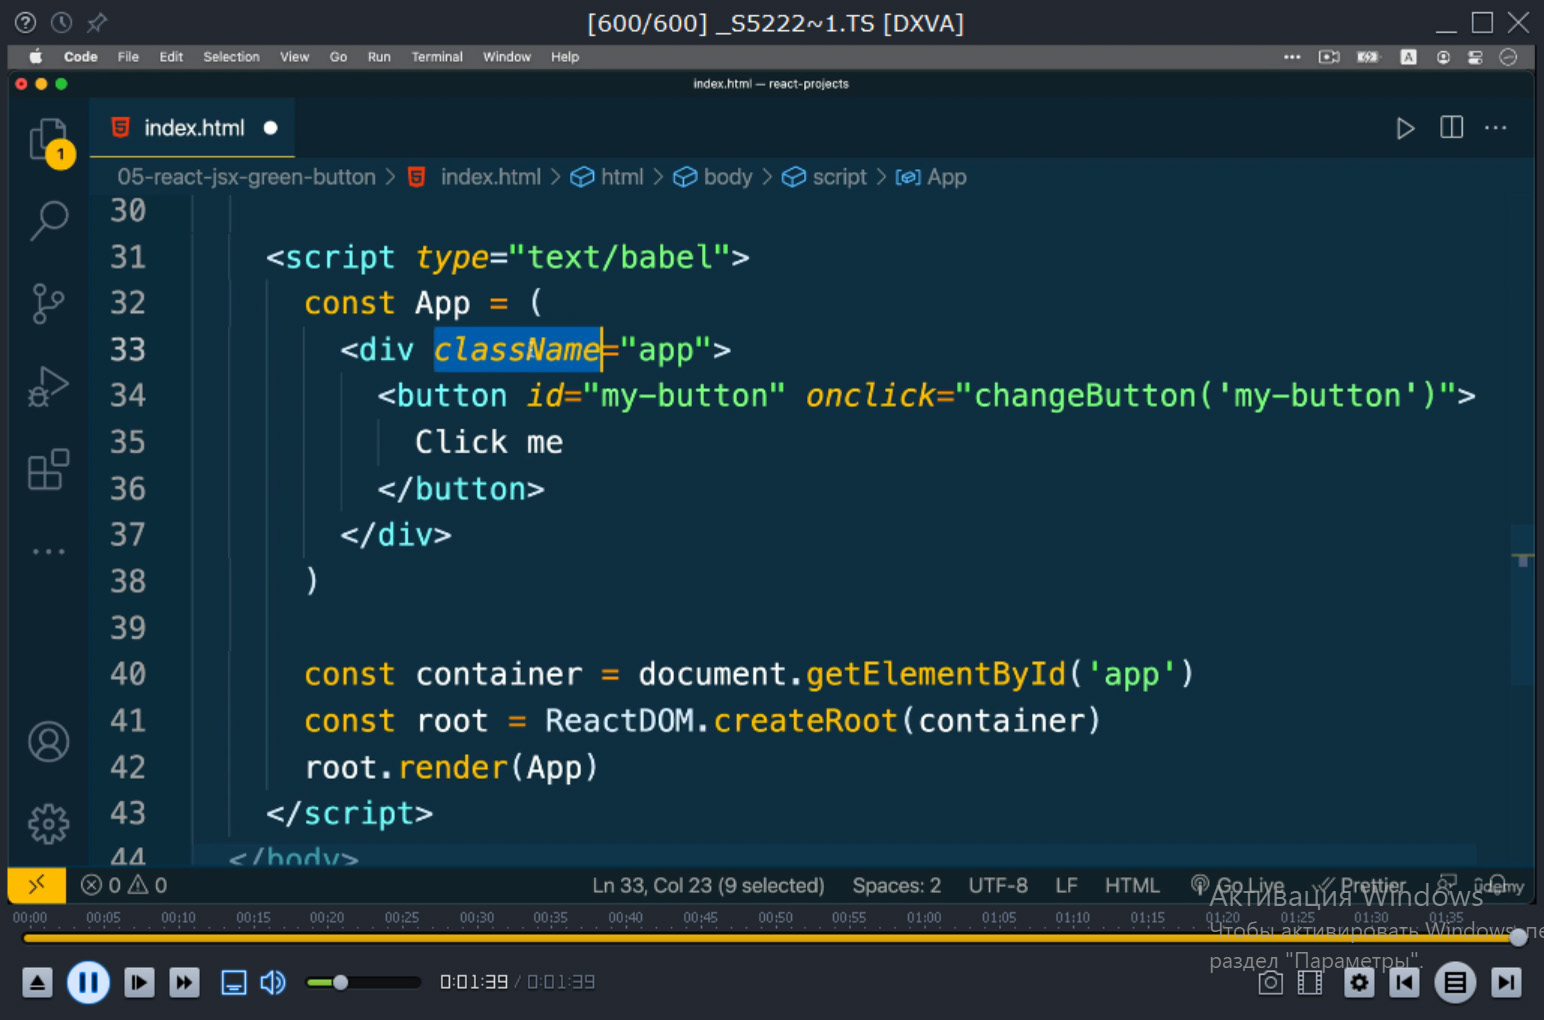 [600/600] _S5222~1.TS [DXVA]
Code File Edit Selection View Go Run Terminal Window Help
A
index.html — react-projects
index.html
1
05-react-jsx-green-button > index.html > html > body > script > App
30
31 <script type="text/babel">
32 const App = (
33 <div className="app">
34 <button id="my-button" onclick="changeButton('my-button')">
35 Click me
36 </button>
37 </div>
38 )
39
40 const container = document.getElementById('app')
41 const root = ReactDOM.createRoot(container)
42 root.render(App)
43 </script>
44 </body>
0 0 Ln 33, Col 23 (9 selected) Spaces: 2 UTF-8 LF HTML Go Live Prettier ûdemy
Активация Windows
00:00 00:05 00:10 00:15 00:20 00:25 00:30 00:35 00:40 00:45 00:50 00:55 01:00 01:05 01:10 01:15 01:20 01:25 01:30 01:35
Чтобы активировать Windows, пе
раздел "Параметры".
0:01:39 / 0:01:39